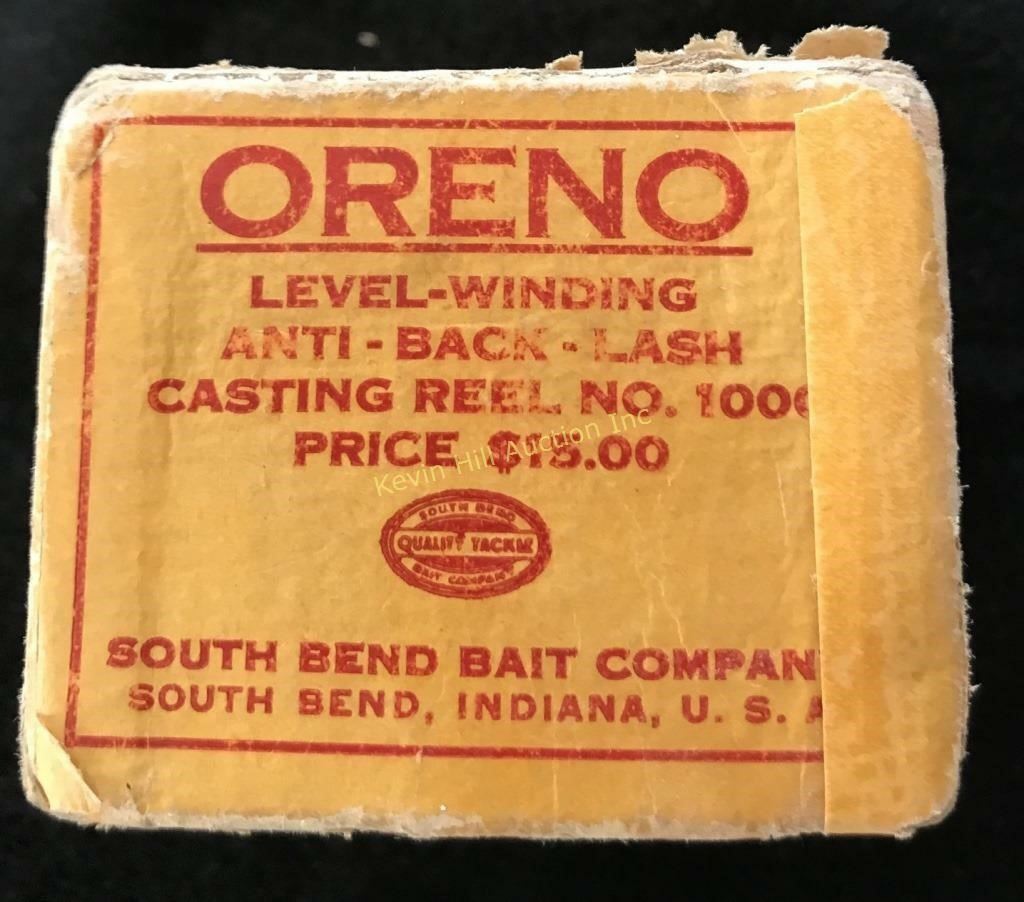 ORENO
LEVEL-WINDING
ANTI-BACK-LASH
CASTING REEL NO. 1000
PRICE $15.00
Kevin Hill Auction Inc
SOUTH BEND
QUALITY TACKLE
BAIT COMPANY
SOUTH BEND BAIT COMPAN
SOUTH BEND, INDIANA, U. S. A